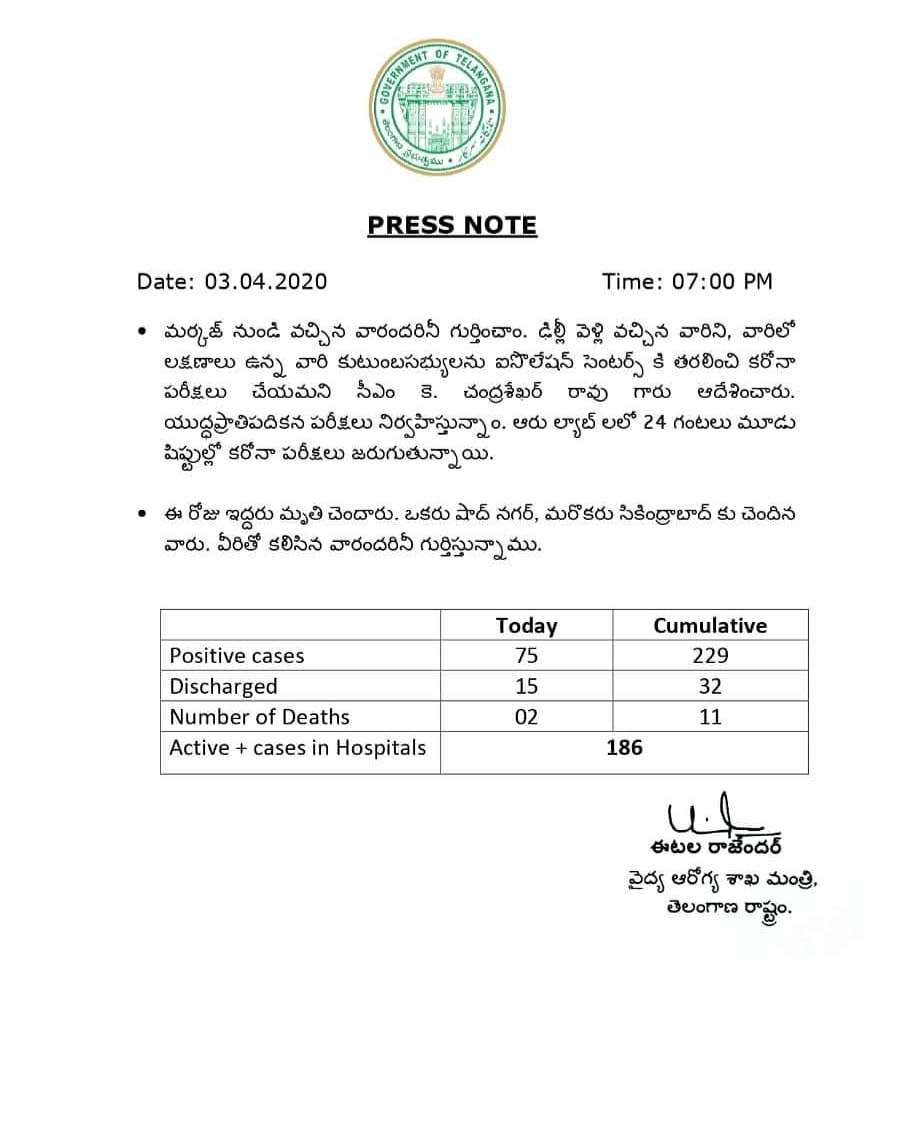 GOVERNMENT OF TELANGANA
తెలంగాణ ప్రభుత్వము
PRESS NOTE
Date: 03.04.2020 Time: 07:00 PM
• మర్కజ్ నుండి వచ్చిన వారందరినీ గుర్తించాం. ఢిల్లీ వెళ్లి వచ్చిన వారిని, వారిలో
లక్షణాలు ఉన్న వారి కుటుంబసభ్యులను ఐసొలేషన్ సెంటర్స్ కి తరలించి కరోనా
పరీక్షలు చేయమని సీఎం కె. చంద్రశేఖర్ రావు గారు ఆదేశించారు.
యుద్ధప్రాతిపదికన పరీక్షలు నిర్వహిస్తున్నాం. ఆరు ల్యాబ్ లలో 24 గంటలు మూడు
షిఫ్టుల్లో కరోనా పరీక్షలు జరుగుతున్నాయి.
• ఈ రోజు ఇద్దరు మృతి చెందారు. ఒకరు షాద్ నగర్, మరొకరు సికింద్రాబాద్ కు చెందిన
వారు. వీరితో కలిసిన వారందరినీ గుర్తిస్తున్నాము.
Today Cumulative
Positive cases 75 229
Discharged 15 32
Number of Deaths 02 11
Active + cases in Hospitals 186
ఈటల రాజేందర్
వైద్య ఆరోగ్య శాఖ మంత్రి,
తెలంగాణ రాష్ట్రం.